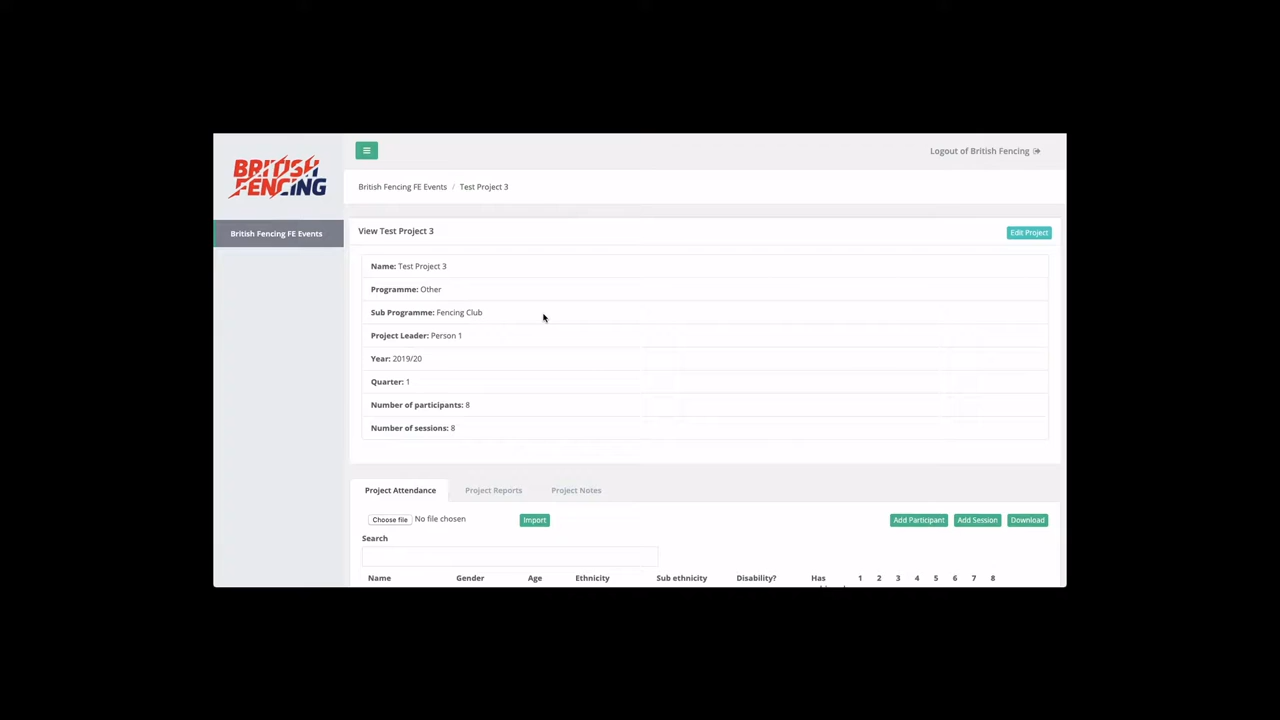 BRITISH
FENCING
Logout of British Fencing
British Fencing FE Events / Test Project 3
British Fencing FE Events
View Test Project 3
Edit Project
Name: Test Project 3
Programme: Other
Sub Programme: Fencing Club
Project Leader: Person 1
Year: 2019/20
Quarter: 1
Number of participants: 8
Number of sessions: 8
Project Attendance Project Reports Project Notes
Choose file No file chosen Import Add Participant Add Session Download
Search
Name Gender Age Ethnicity Sub ethnicity Disability? Has 1 2 3 4 5 6 7 8